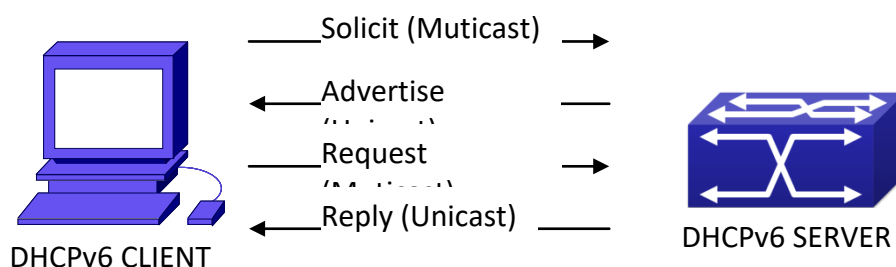 Solicit (Muticast)
Advertise
Request
Reply (Unicast)
DHCPv6 CLIENT
DHCPv6 SERVER